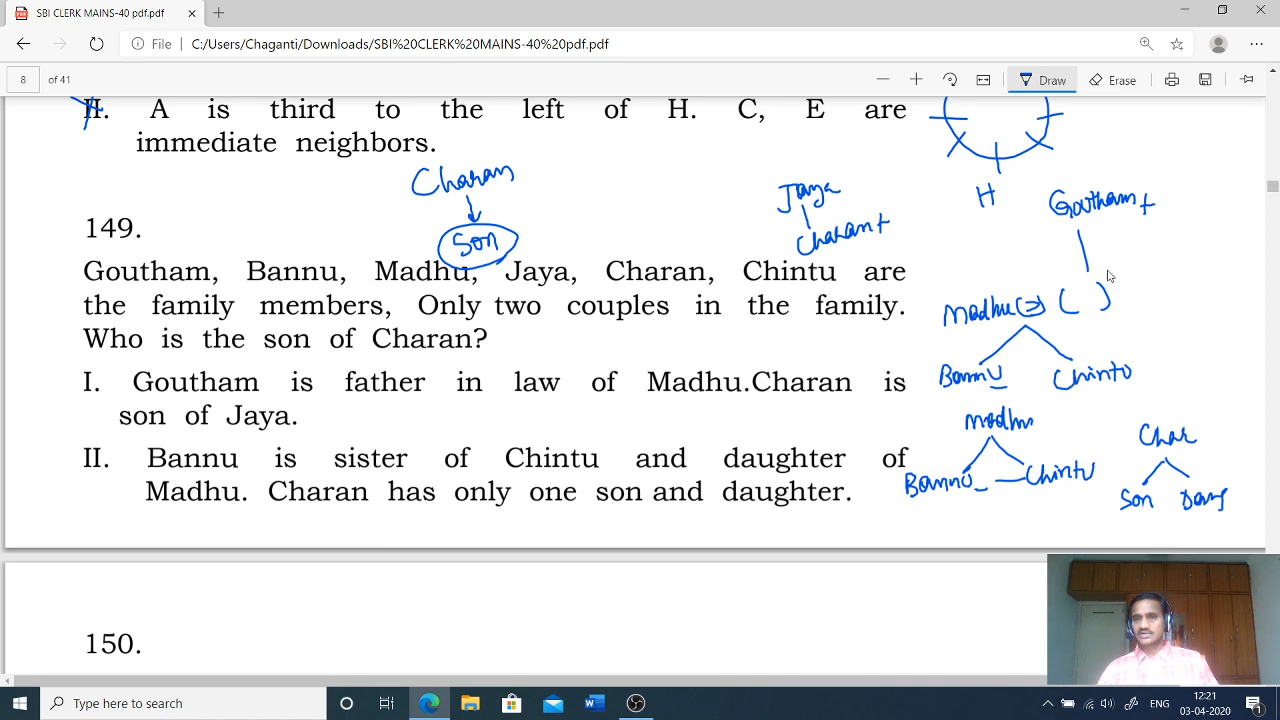 SBI CLERK MAINS-40 pdf.pdf
File
C:/Users/Chaganti/Downloads/SBI%20CLERK%20MAINS-40%20pdf.pdf
8 of 41
Draw
Erase
II. A is third to the left of H. C, E are
immediate neighbors.
H
Charan
Son
Jaya
Charan+
Goutham +
149.
Goutham, Bannu, Madhu, Jaya, Charan, Chintu are
the family members, Only two couples in the family.
Who is the son of Charan?
Madhu(=) ( )
Bannu Chintu
I. Goutham is father in law of Madhu.Charan is
son of Jaya.
Madhu
Bannu - Chintu
Char
Son
II. Bannu is sister of Chintu and daughter of
Madhu. Charan has only one son and daughter.
150.
Type here to search
ENG
12:21
03-04-2020